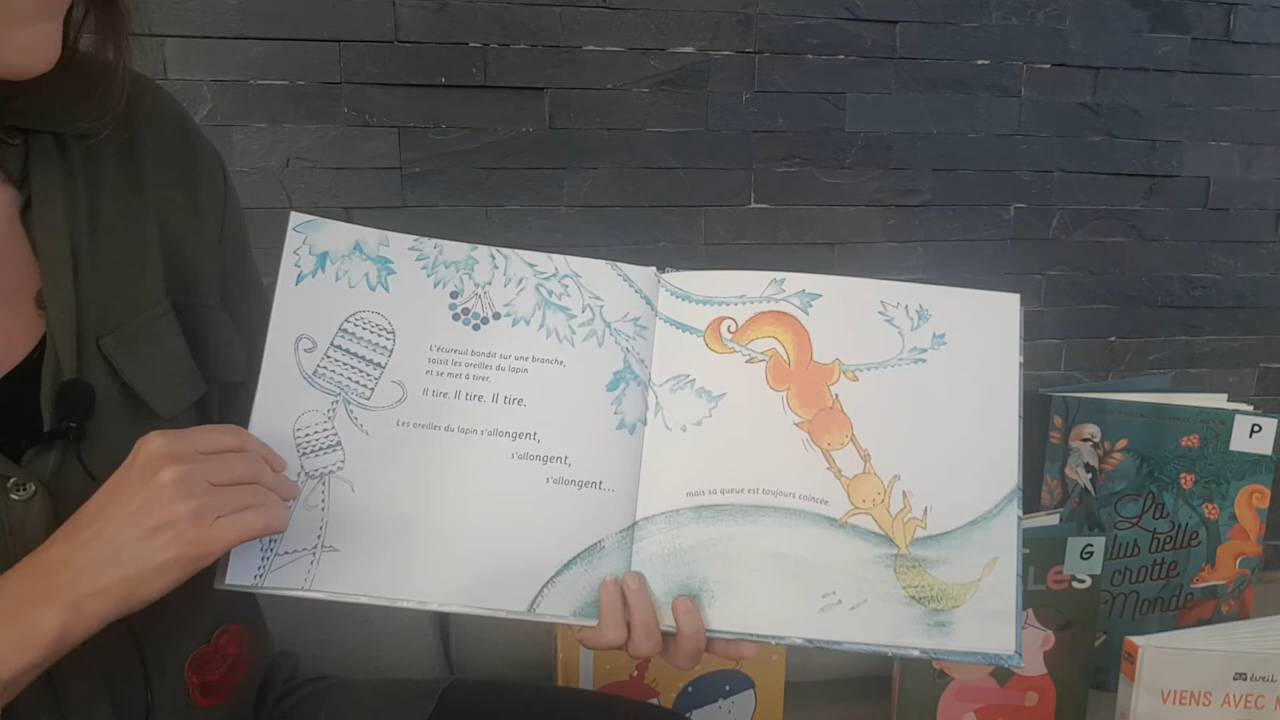 L'écureuil bondit sur une branche,
saisit les oreilles du lapin
et se met à tirer.
Il tire. Il tire. Il tire.
Les oreilles du lapin s'allongent,
s'allongent,
s'allongent...
mais sa queue est toujours coincée.
P
La
plus belle
crotte
Monde
G
Les
éveil
VIENS AVEC